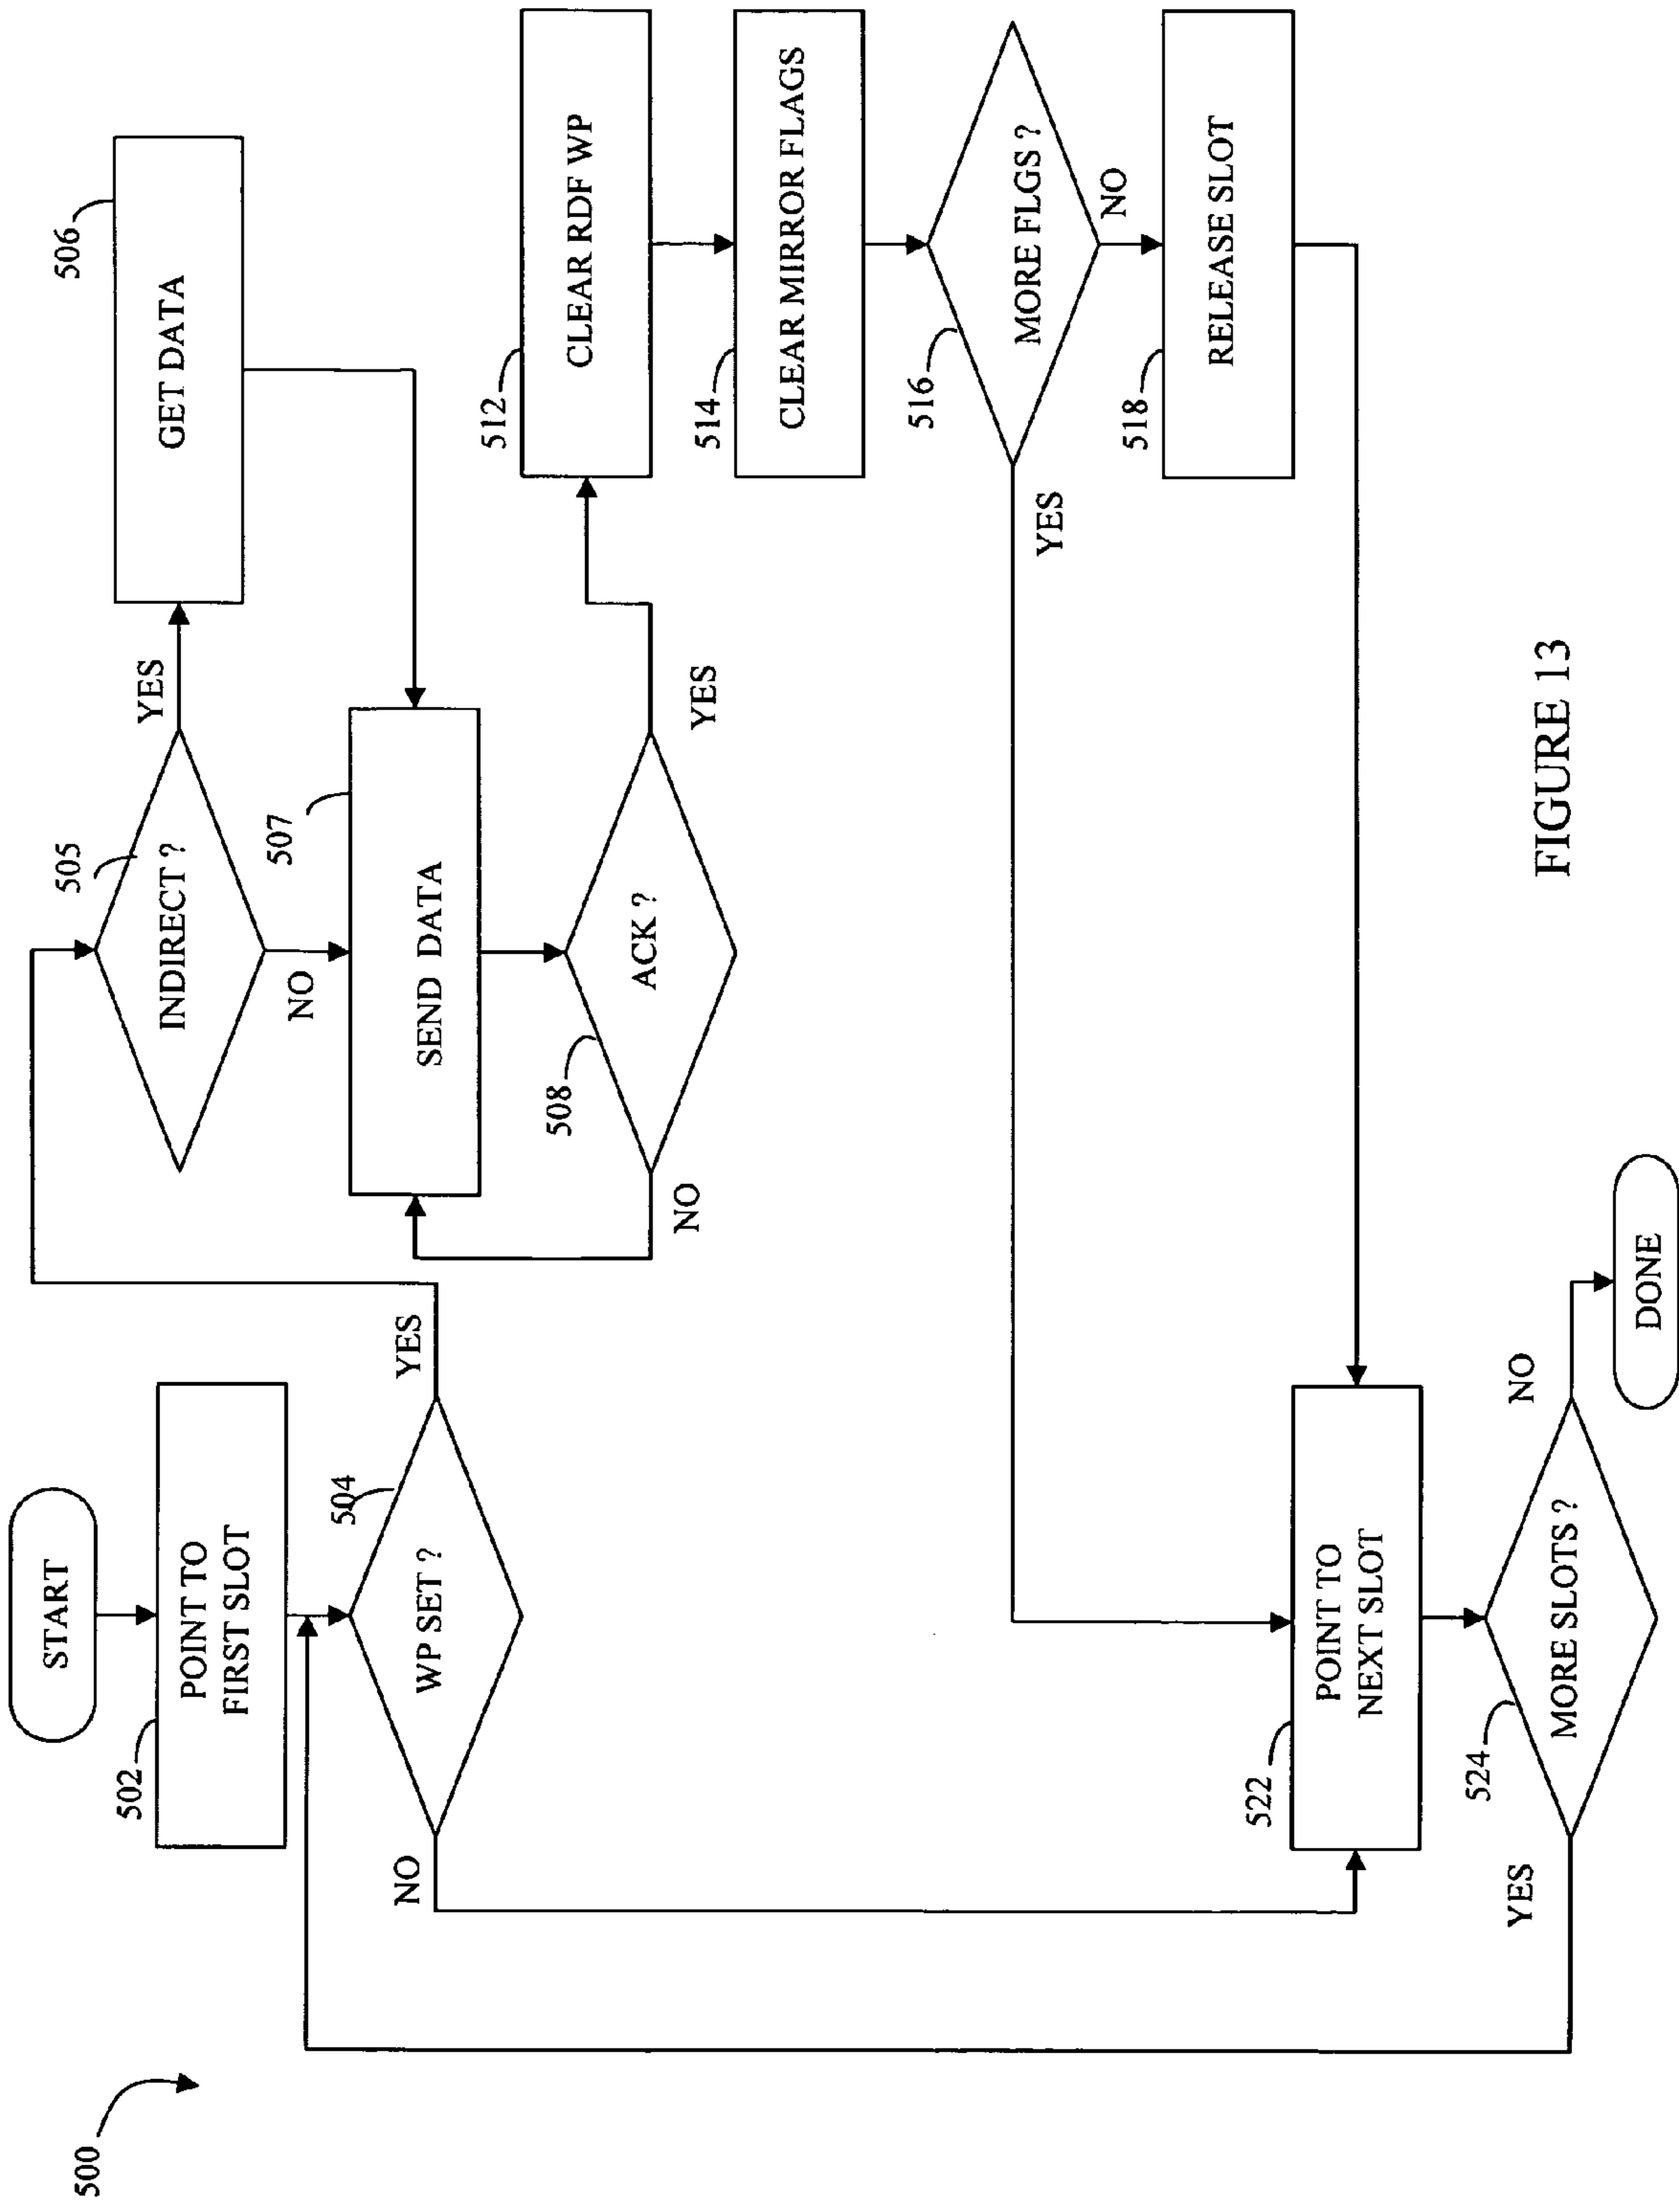 500
START
502
POINT TO
FIRST SLOT
504
WP SET ?
YES
NO
505
INDIRECT ?
YES
NO
506
GET DATA
507
SEND DATA
508
ACK ?
NO
YES
512
CLEAR RDF WP
514
CLEAR MIRROR FLAGS
516
MORE FLGS ?
YES
NO
518
RELEASE SLOT
522
POINT TO
NEXT SLOT
524
MORE SLOTS ?
YES
NO
DONE
FIGURE 13